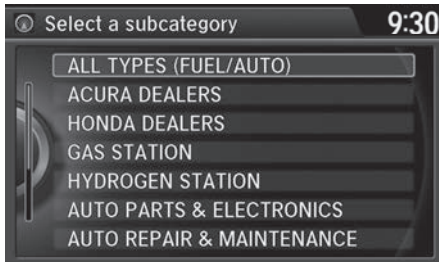 Select a subcategory
9:30
ALL TYPES (FUEL/AUTO)
ACURA DEALERS
HONDA DEALERS
GAS STATION
HYDROGEN STATION
AUTO PARTS & ELECTRONICS
AUTO REPAIR & MAINTENANCE